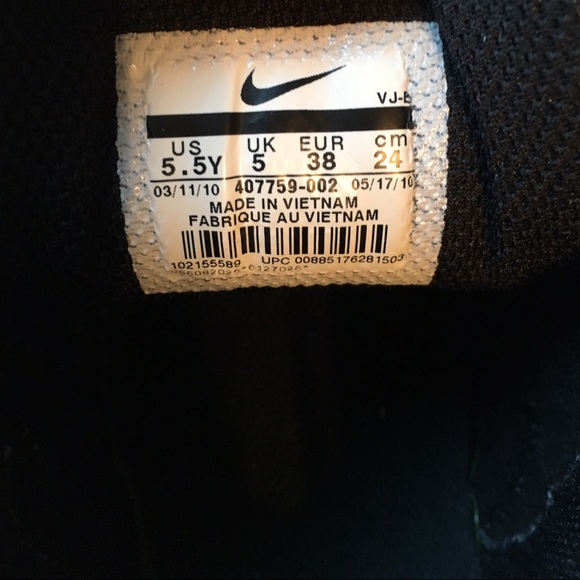 VJ-
US UK EUR cm
5.5Y 5 38 24
03/11/10 407759-002 05/17/10
MADE IN VIETNAM
FABRIQUE AU VIETNAM
102155589 UPC 00885176281503